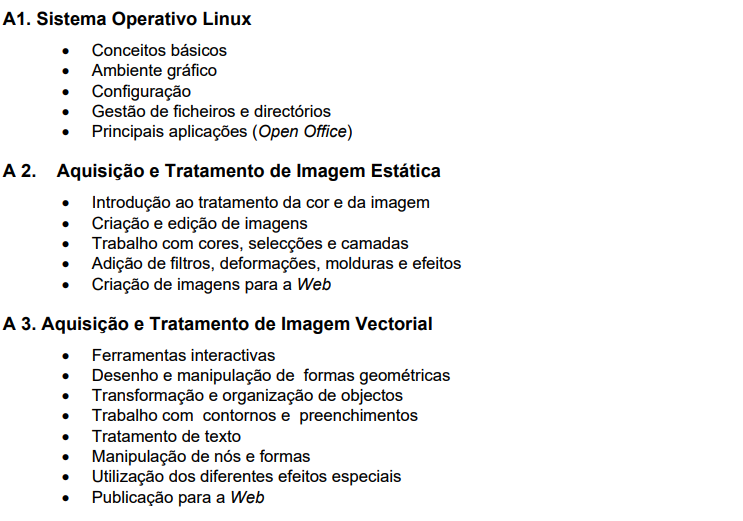 A1. Sistema Operativo Linux
• Conceitos básicos
• Ambiente gráfico
• Configuração
• Gestão de ficheiros e directórios
• Principais aplicações (Open Office)
A 2. Aquisição e Tratamento de Imagem Estática
• Introdução ao tratamento da cor e da imagem
• Criação e edição de imagens
• Trabalho com cores, selecções e camadas
• Adição de filtros, deformações, molduras e efeitos
• Criação de imagens para a Web
A 3. Aquisição e Tratamento de Imagem Vectorial
• Ferramentas interactivas
• Desenho e manipulação de formas geométricas
• Transformação e organização de objectos
• Trabalho com contornos e preenchimentos
• Tratamento de texto
• Manipulação de nós e formas
• Utilização dos diferentes efeitos especiais
• Publicação para a Web